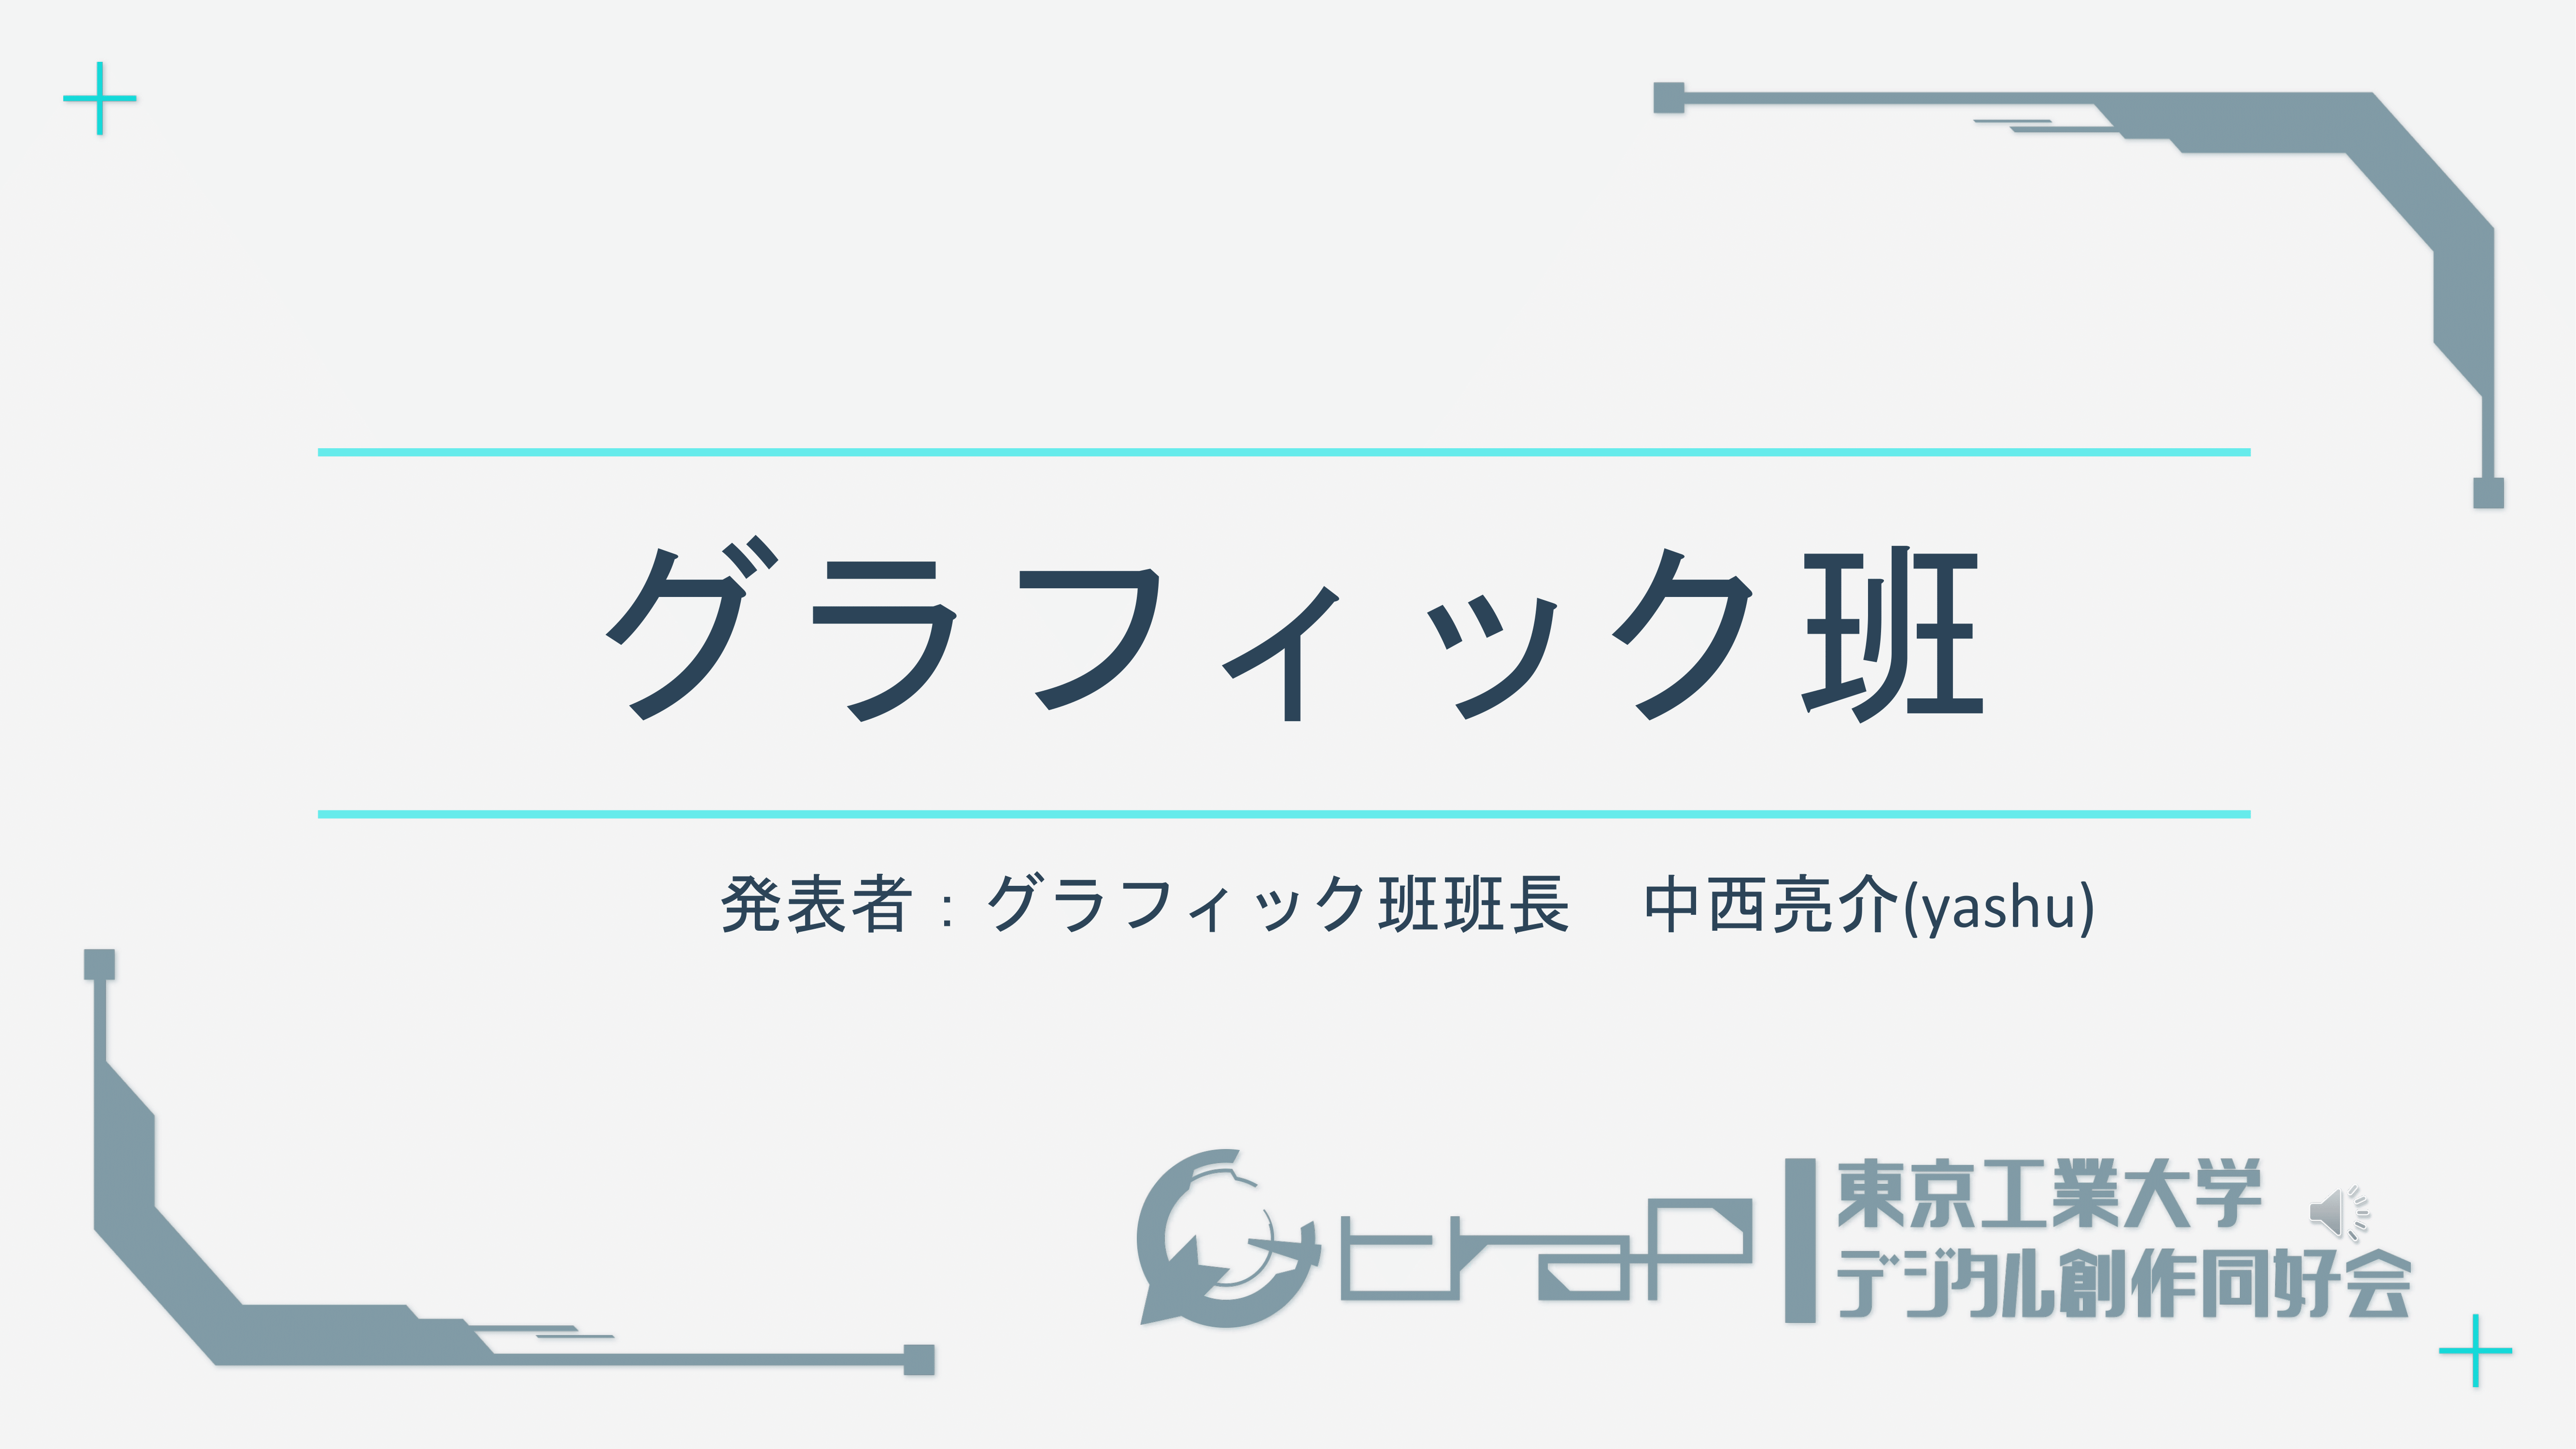 グラフィック班
発表者：グラフィック班班長　中西亮介(yashu)
traP
東京工業大学
デジタル創作同好会